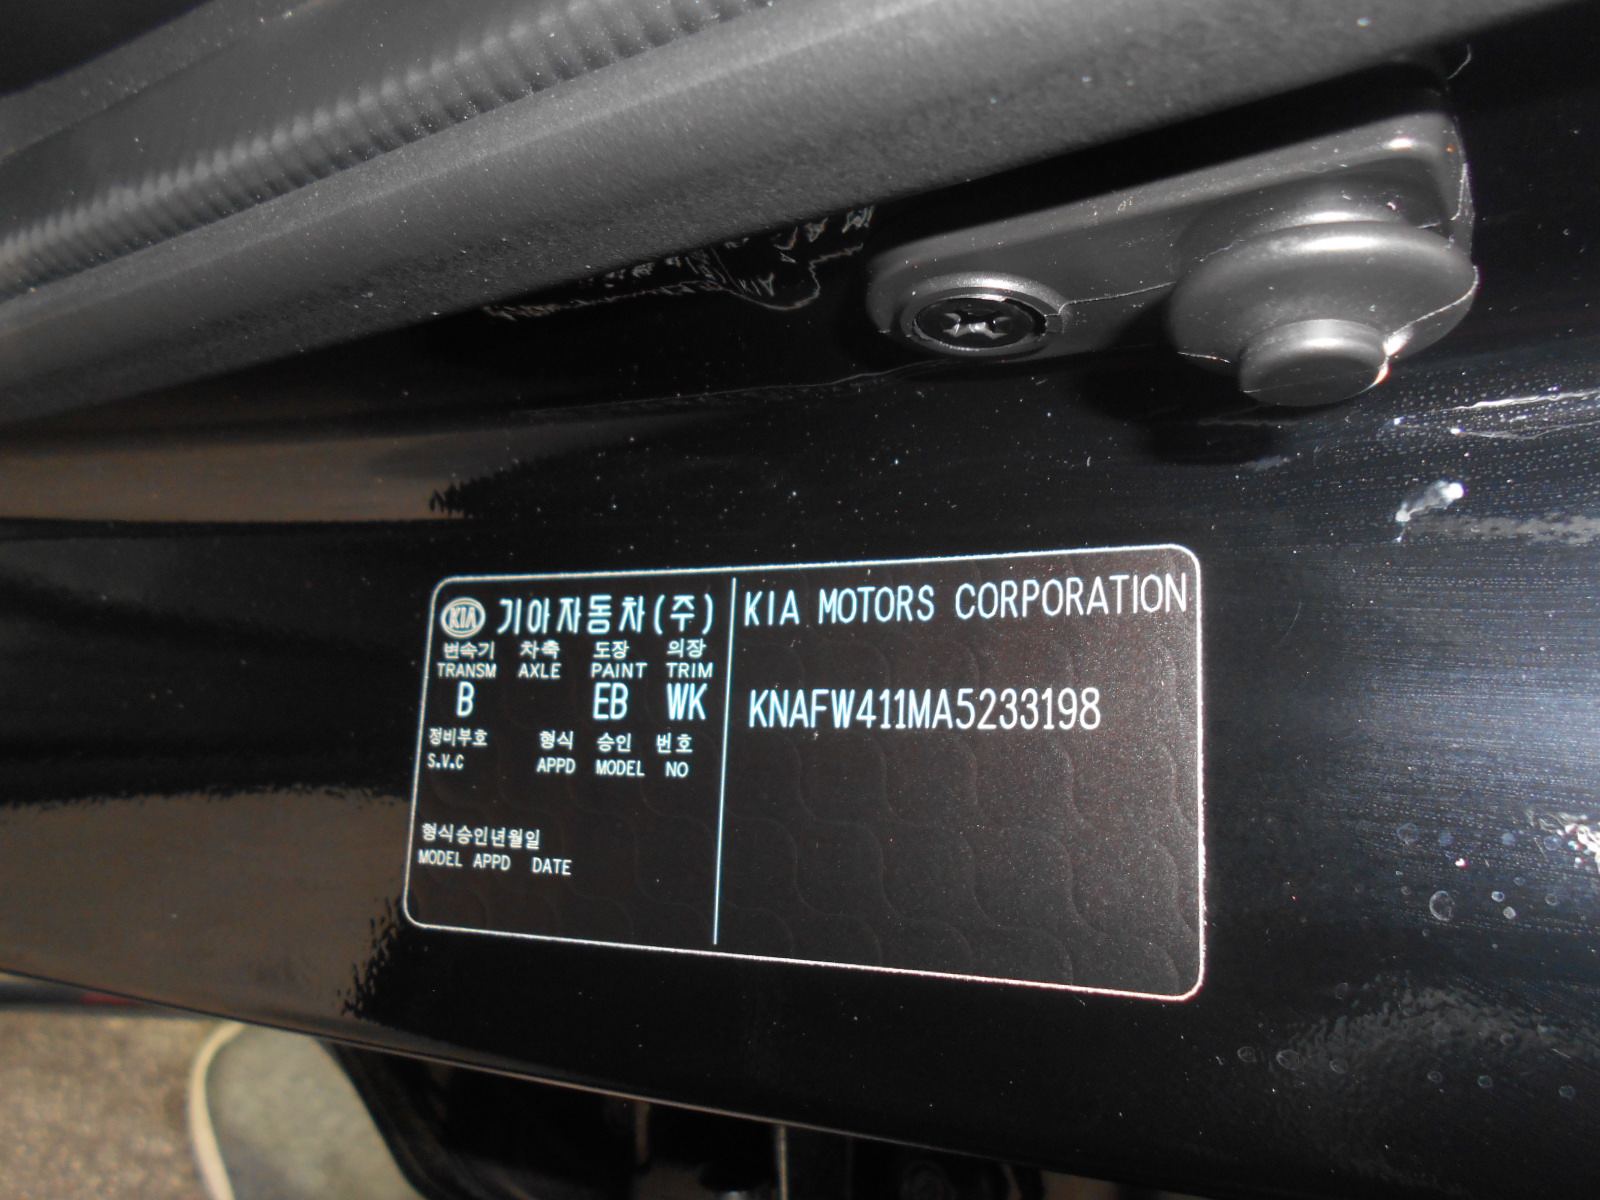 KIA 기아자동차(주)
변속기 차축 도장 의장
TRANSM AXLE PAINT TRIM
B EB WK
정비부호 형식 승인 번호
S.V.C APPD MODEL NO
형식승인년월일
MODEL APPD DATE
KIA MOTORS CORPORATION
KNAFW411MA5233198